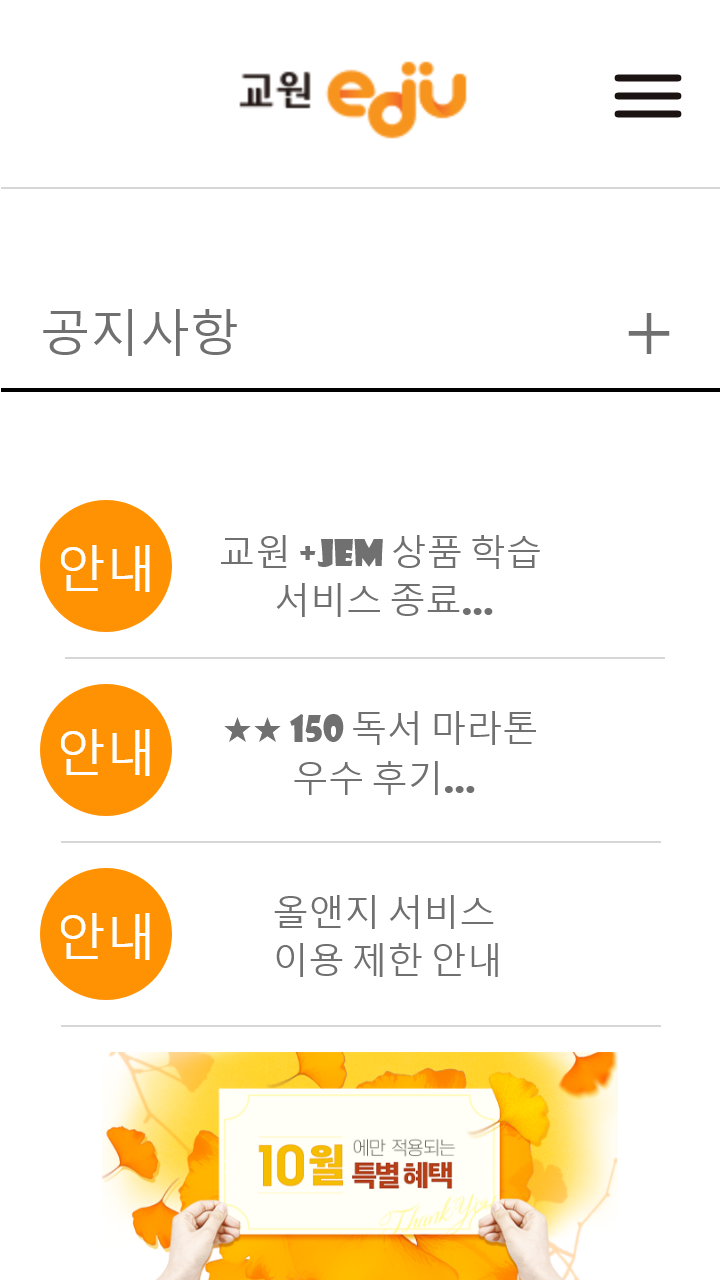 교원 edu
공지사항
안내
교원 +JEM 상품 학습
서비스 종료...
안내
★★ 150 독서 마라톤
우수 후기...
안내
올앤지 서비스
이용 제한 안내
10월 에만 적용되는
특별 혜택
Thank You